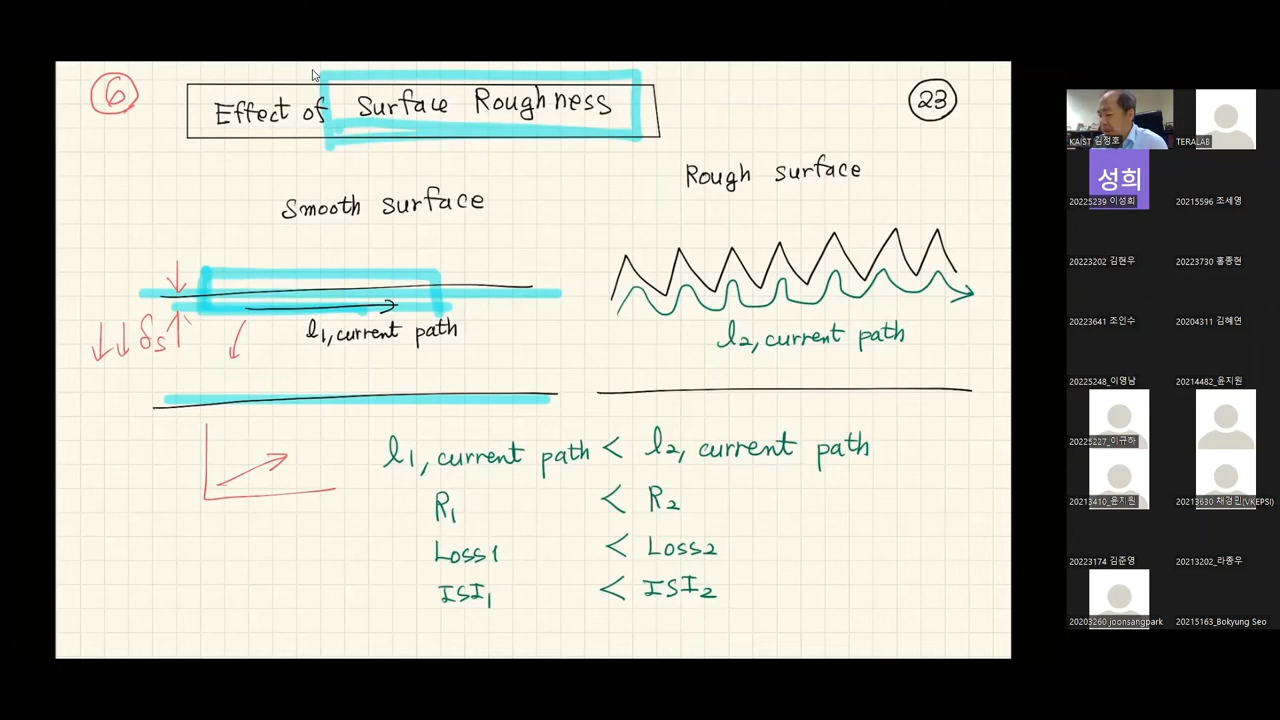 6
Effect of Surface Roughness
23
Smooth surface
Rough surface
↓↓ δs
l1, current path
l2, current path
l1, current path < l2, current path
R1 < R2
Loss1 < Loss2
ISI1 < ISI2
KAIST 김정호
TERALAB
성희
20225239 이성희
20215596 조세영
20223202 김현우
20223730 홍종현
20223641 조인수
20204311 김혜연
20225248_이영남
20214482_윤지원
20225227_이규하
20213410_윤지원
20213630 채경민(VKEPSI)
20223174 김준영
20213202_라종우
20203260 joonsangpark
20215163_Bokyung Seo